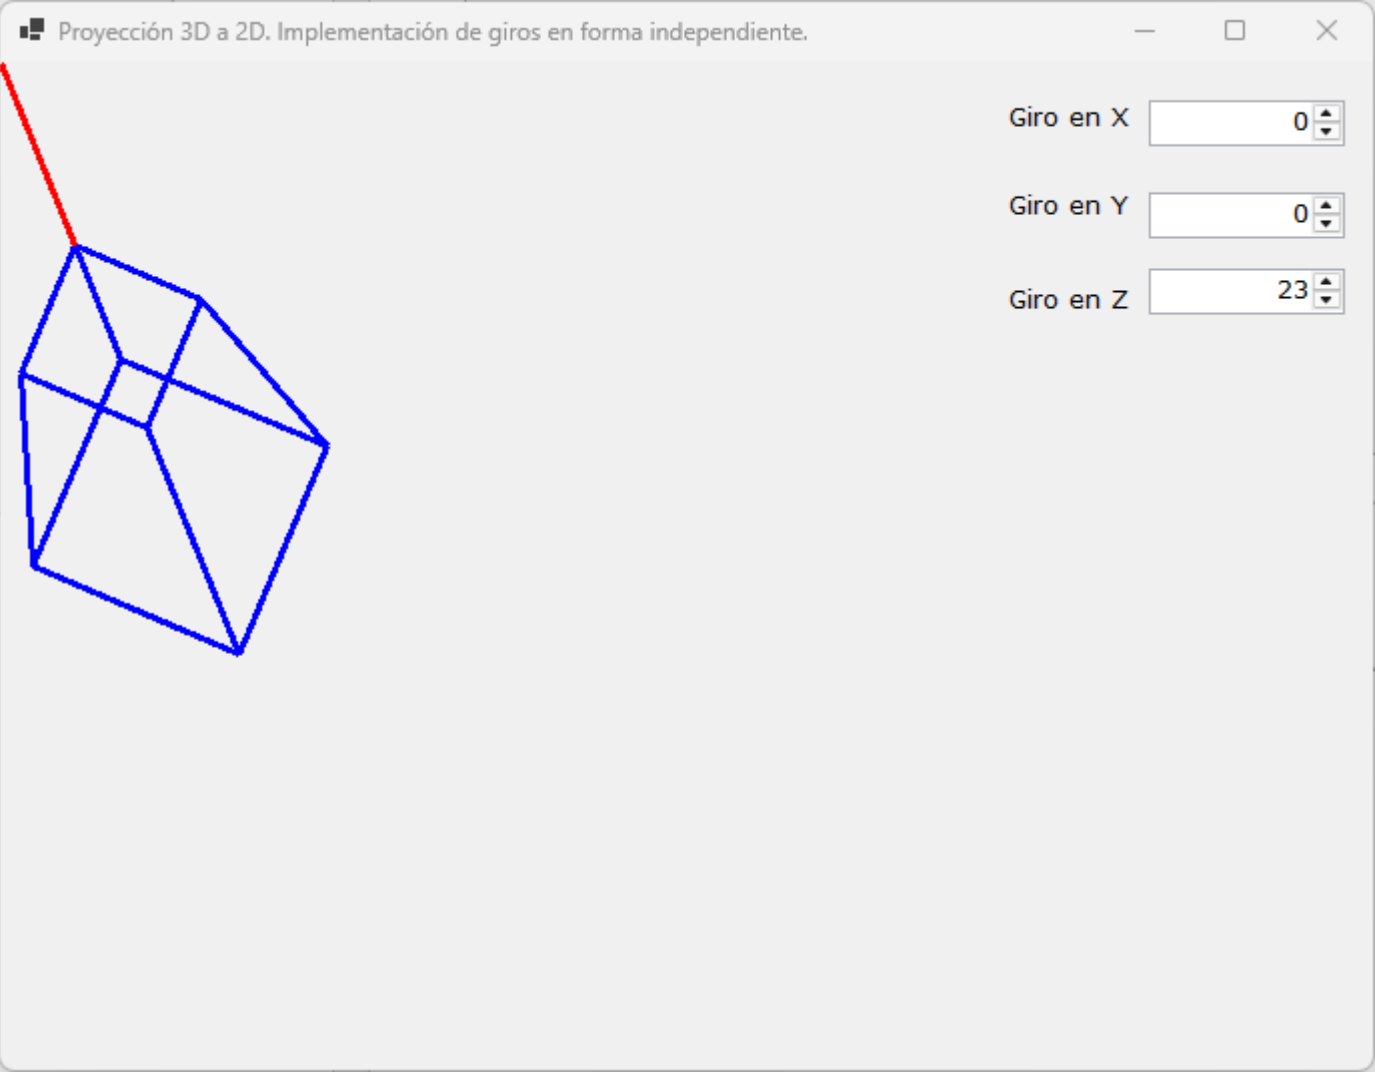 Proyección 3D a 2D. Implementación de giros en forma independiente.
Giro en X 0
Giro en Y 0
Giro en Z 23